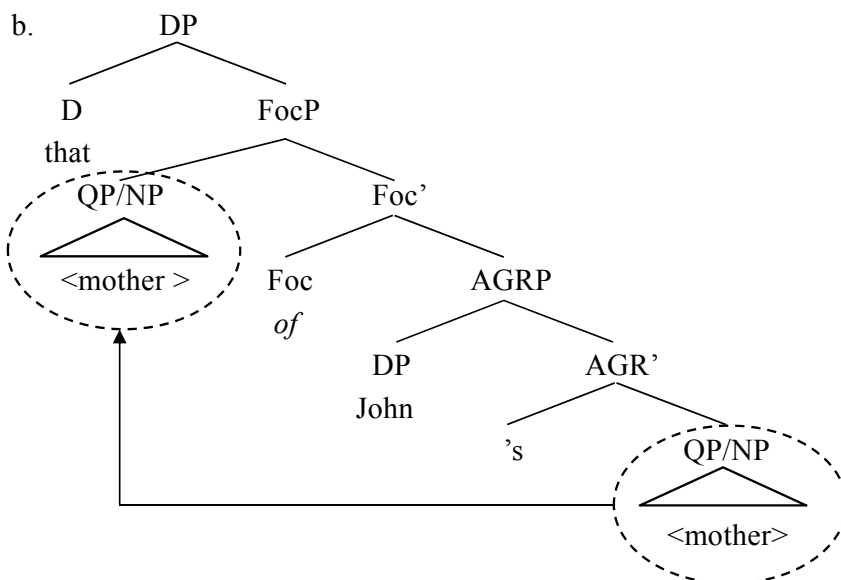 b. DP
D FocP
that
QP/NP Foc’
<mother > Foc AGRP
of
DP AGR’
John
’s QP/NP
<mother>